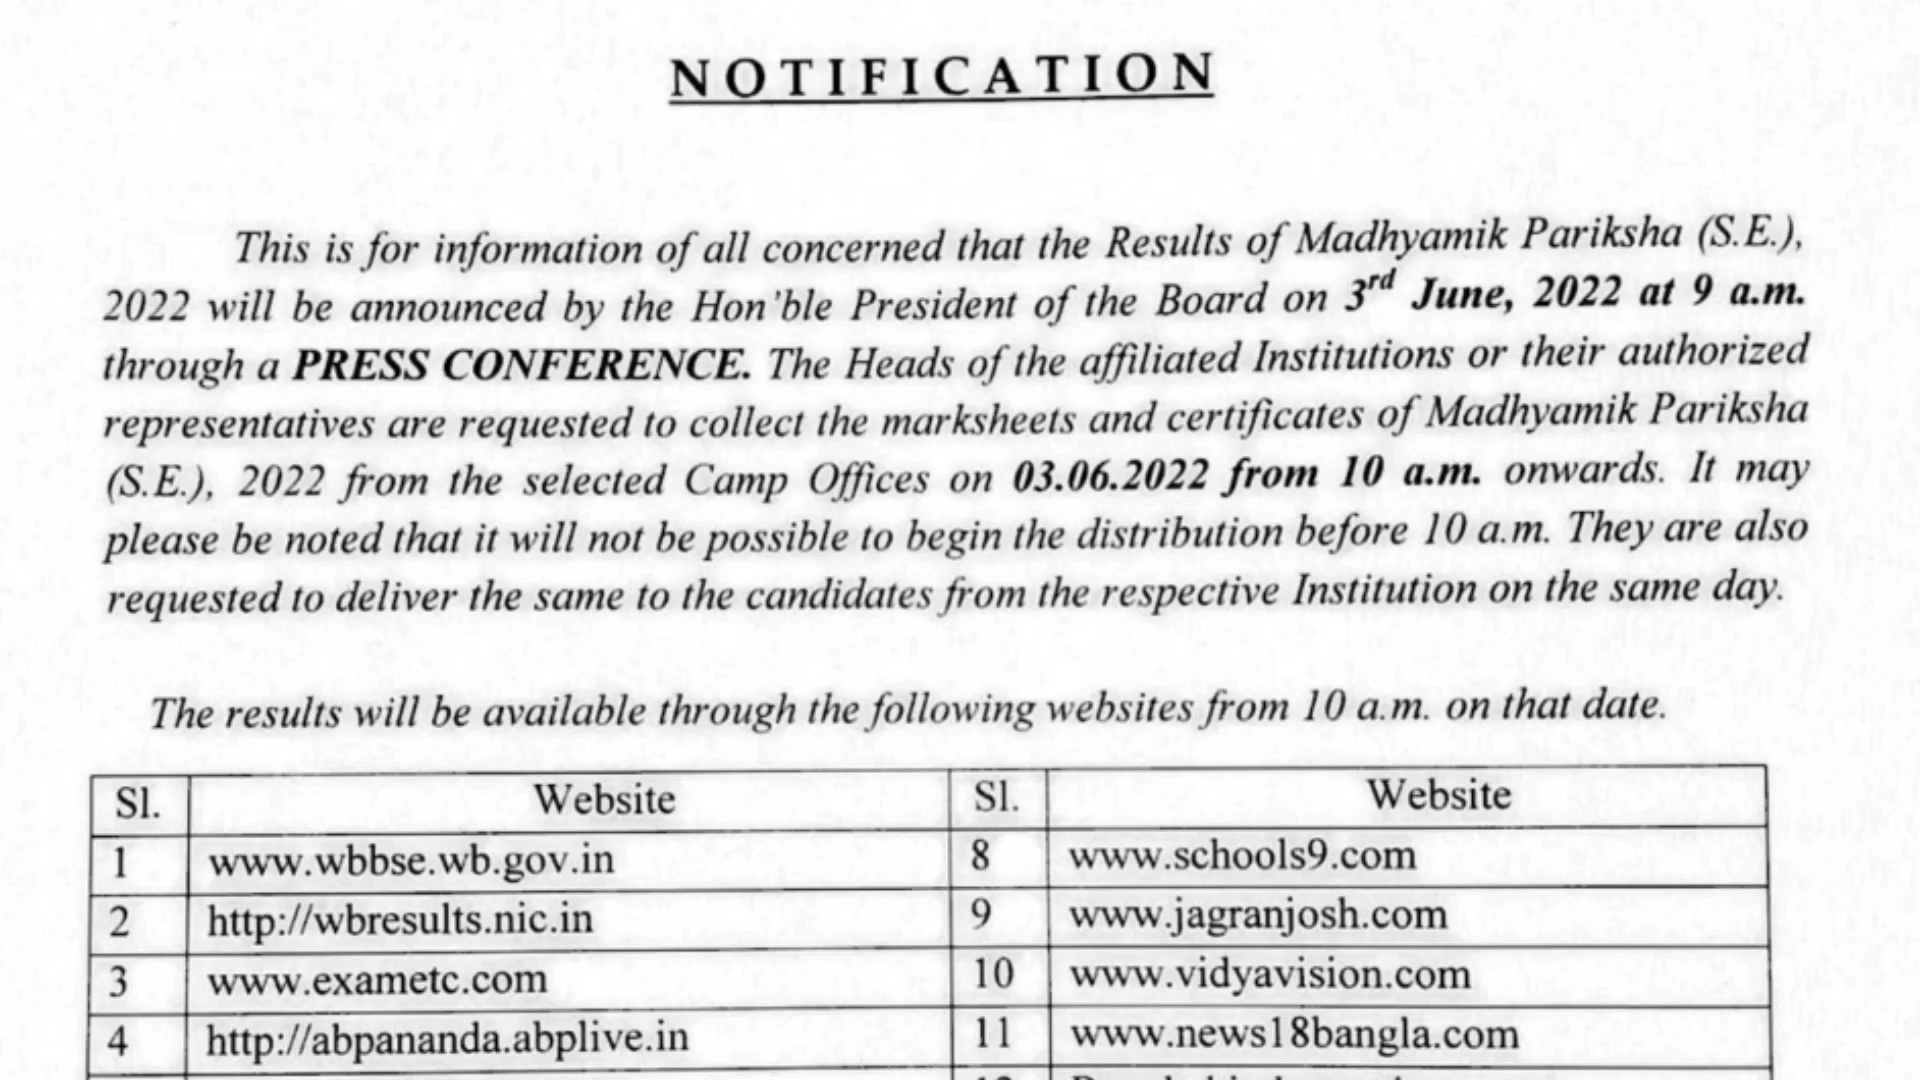 NOTIFICATION
This is for information of all concerned that the Results of Madhyamik Pariksha (S.E.),
2022 will be announced by the Hon'ble President of the Board on 3rd June, 2022 at 9 a.m.
through a PRESS CONFERENCE. The Heads of the affiliated Institutions or their authorized
representatives are requested to collect the marksheets and certificates of Madhyamik Pariksha
(S.E.), 2022 from the selected Camp Offices on 03.06.2022 from 10 a.m. onwards. It may
please be noted that it will not be possible to begin the distribution before 10 a.m. They are also
requested to deliver the same to the candidates from the respective Institution on the same day.
The results will be available through the following websites from 10 a.m. on that date.
Sl. Website Sl. Website
1 www.wbbse.wb.gov.in 8 www.schools9.com
2 http://wbresults.nic.in 9 www.jagranjosh.com
3 www.exametc.com 10 www.vidyavision.com
4 http://abpananda.abplive.in 11 www.news18bangla.com